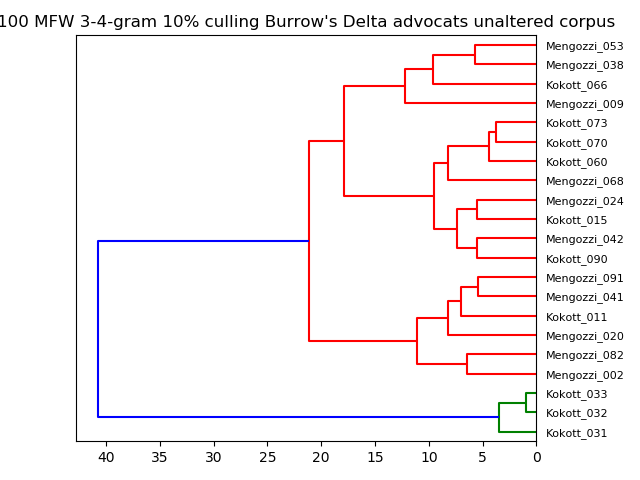 100 MFW 3-4-gram 10% culling Burrow's Delta advocats unaltered corpus
Mengozzi_053
Mengozzi_038
Kokott_066
Mengozzi_009
Kokott_073
Kokott_070
Kokott_060
Mengozzi_068
Mengozzi_024
Kokott_015
Mengozzi_042
Kokott_090
Mengozzi_091
Mengozzi_041
Kokott_011
Mengozzi_020
Mengozzi_082
Mengozzi_002
Kokott_033
Kokott_032
Kokott_031
40 35 30 25 20 15 10 5 0